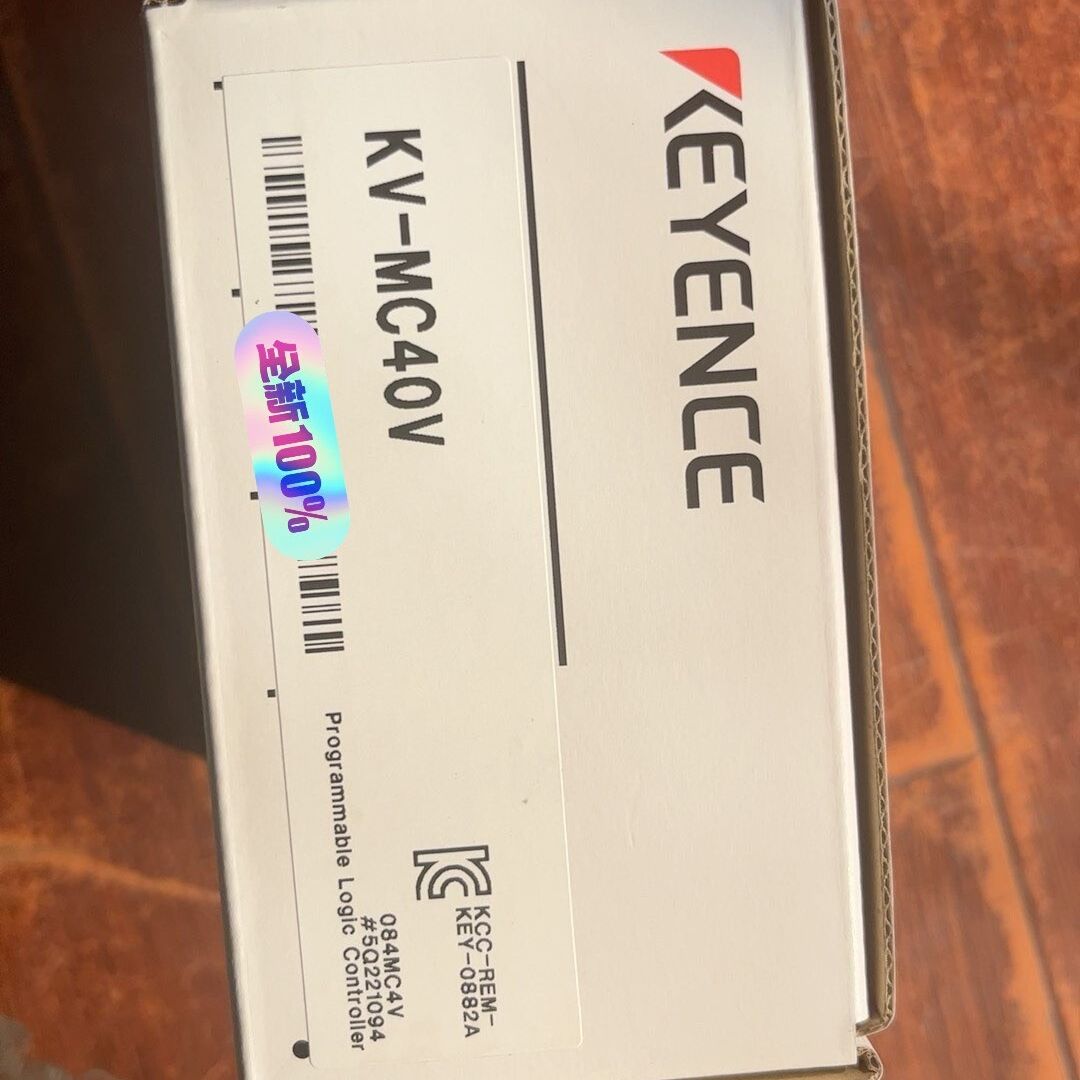 KEYENCE
KV-MC40V
全新100%
KCC-REM-
KEY-0882A
084MC4V
#5Q221094
Programmable Logic Controller